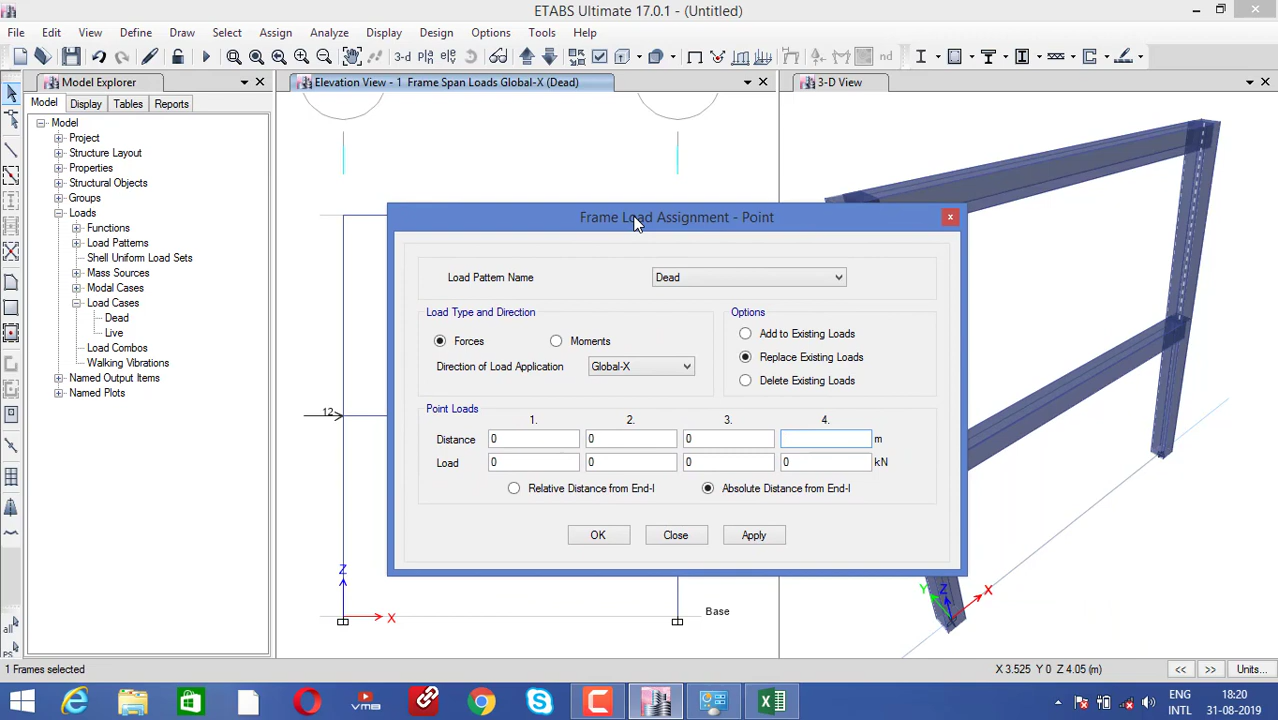 ETABS Ultimate 17.0.1 - (Untitled)
File Edit View Define Draw Select Assign Analyze Display Design Options Tools Help
3-d pla ele nd
Model Explorer
Elevation View - 1 Frame Span Loads Global-X (Dead)
3-D View
Model Display Tables Reports
Model
Project
Structure Layout
Properties
Structural Objects
Groups
Loads
Functions
Load Patterns
Shell Uniform Load Sets
Mass Sources
Modal Cases
Load Cases
Dead
Live
Load Combos
Walking Vibrations
Named Output Items
Named Plots
all
PS
12
Z
X
Base
Frame Load Assignment - Point
x
Load Pattern Name Dead
Load Type and Direction
Forces Moments
Direction of Load Application Global-X
Options
Add to Existing Loads
Replace Existing Loads
Delete Existing Loads
Point Loads
1. 2. 3. 4.
Distance 0 0 0 m
Load 0 0 0 0 kN
Relative Distance from End-I Absolute Distance from End-I
OK Close Apply
Y Z X
1 Frames selected
X 3.525 Y 0 Z 4.05 (m)
<< >> Units...
VMB
ENG
INTL
18:20
31-08-2019